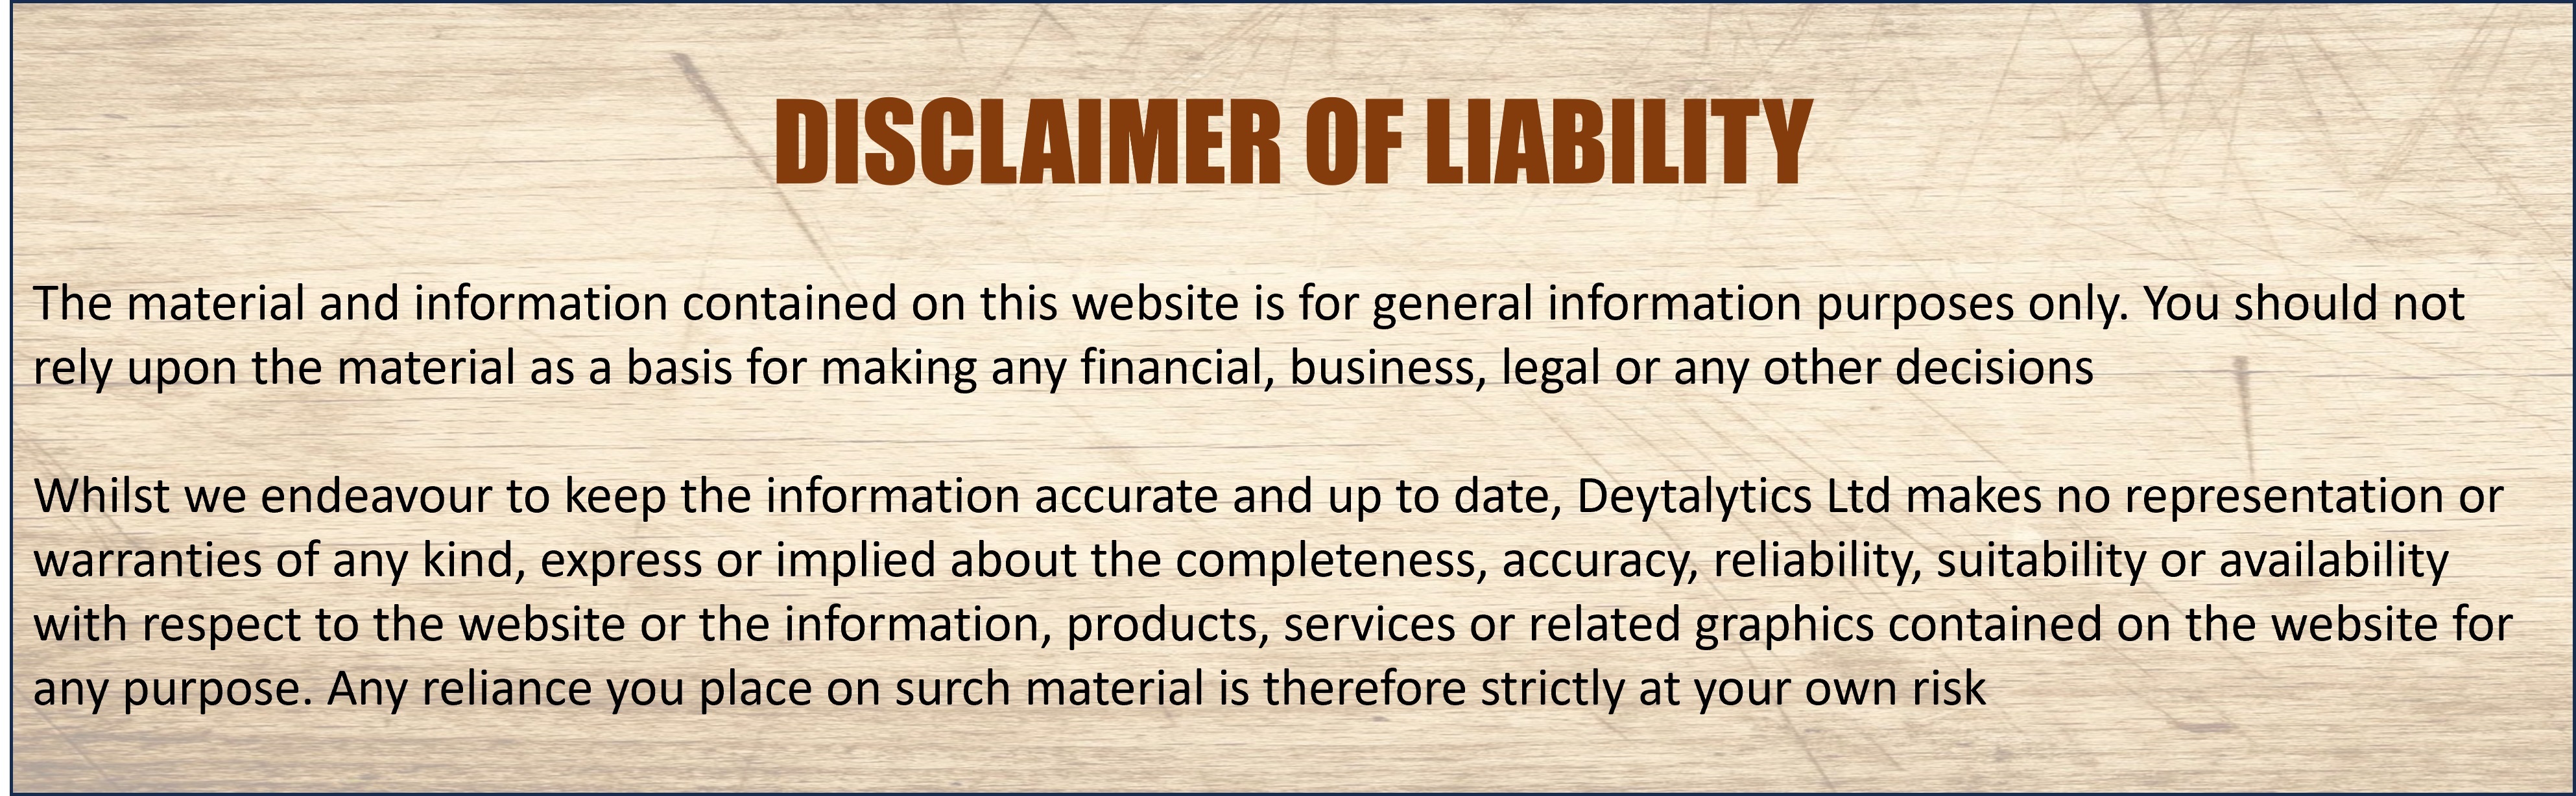 DISCLAIMER OF LIABILITY
The material and information contained on this website is for general information purposes only. You should not
rely upon the material as a basis for making any financial, business, legal or any other decisions
Whilst we endeavour to keep the information accurate and up to date, Deytalytics Ltd makes no representation or
warranties of any kind, express or implied about the completeness, accuracy, reliability, suitability or availability
with respect to the website or the information, products, services or related graphics contained on the website for
any purpose. Any reliance you place on surch material is therefore strictly at your own risk